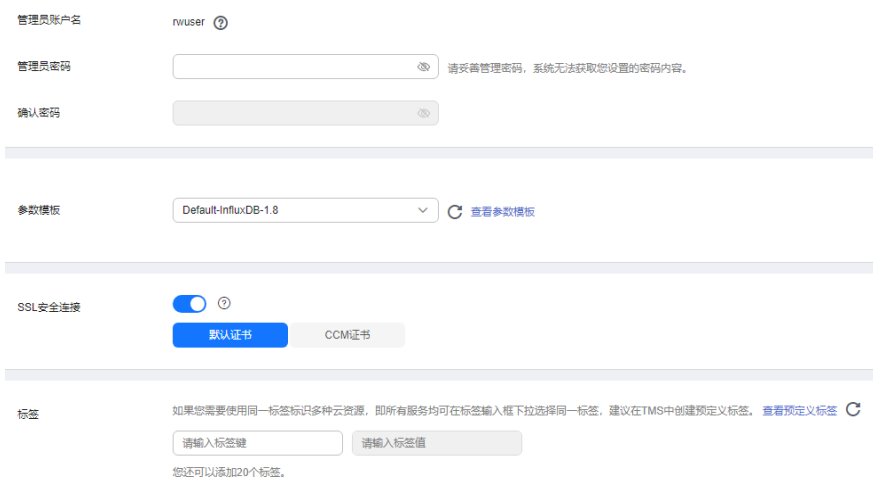 管理员账户名 rwuser
管理员密码 请妥善管理密码，系统无法获取您设置的密码内容。
确认密码
参数模板 Default-InfluxDB-1.8 查看参数模板
SSL安全连接
默认证书 CCM证书
标签 如果您需要使用同一标签标识多种云资源，即所有服务均可在标签输入框下拉选择同一标签，建议在TMS中创建预定义标签。 查看预定义标签
请输入标签键 请输入标签值
您还可以添加20个标签。